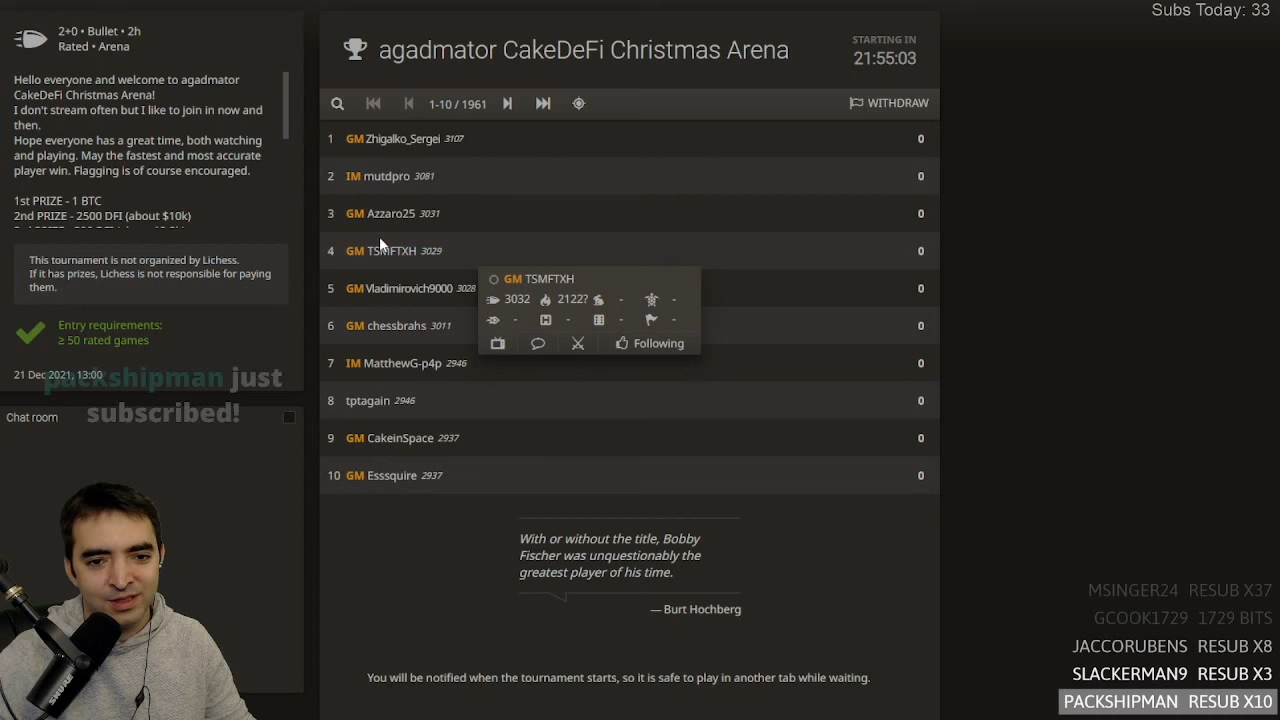 Subs Today: 33
2+0 • Bullet • 2h
Rated • Arena
Hello everyone and welcome to agadmator
CakeDeFi Christmas Arena!
I don't stream often but I like to join in now and
then.
Hope everyone has a great time, both watching
and playing. May the fastest and most accurate
player win. Flagging is of course encouraged.
1st PRIZE - 1 BTC
2nd PRIZE - 2500 DFI (about $10k)
This tournament is not organized by Lichess.
If it has prizes, Lichess is not responsible for paying
them.
Entry requirements:
≥ 50 rated games
21 Dec 2021, 13:00
packshipman just
subscribed!
Chat room
agadmator CakeDeFi Christmas Arena
STARTING IN
21:55:03
1-10 / 1961
WITHDRAW
1 GM Zhigalko_Sergei 3107 0
2 IM mutdpro 3081 0
3 GM Azzaro25 3031 0
4 GM TSMFTXH 3029 0
5 GM Vladimirovich9000 3028 0
6 GM chessbrahs 3011 0
7 IM MatthewG-p4p 2946 0
8 tptagain 2946 0
9 GM CakeinSpace 2937 0
10 GM Esssquire 2937 0
GM TSMFTXH
3032 2122? - -
- - - -
Following
With or without the title, Bobby
Fischer was unquestionably the
greatest player of his time.
— Burt Hochberg
You will be notified when the tournament starts, so it is safe to play in another tab while waiting.
MSINGER24 RESUB X37
GCOOK1729 1729 BITS
JACCORUBENS RESUB X8
SLACKERMAN9 RESUB X3
PACKSHIPMAN RESUB X10
SHURE